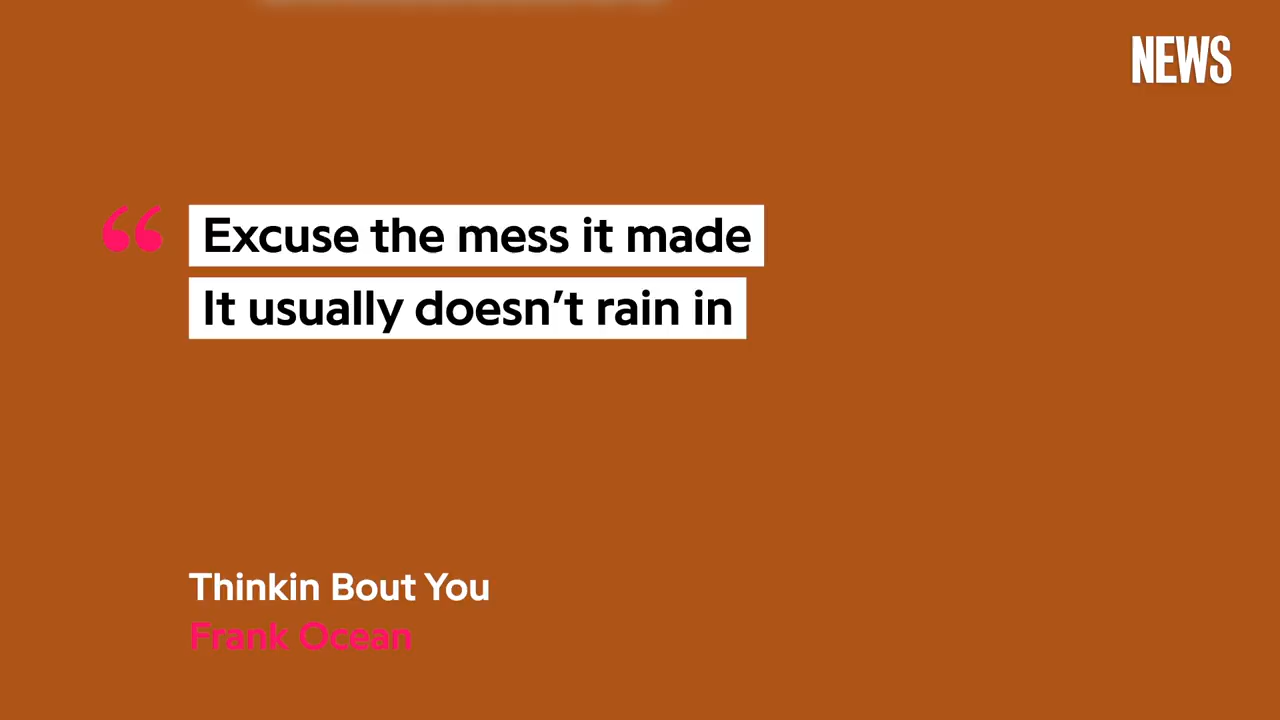 NEWS
“ Excuse the mess it made
It usually doesn’t rain in
Thinkin Bout You
Frank Ocean